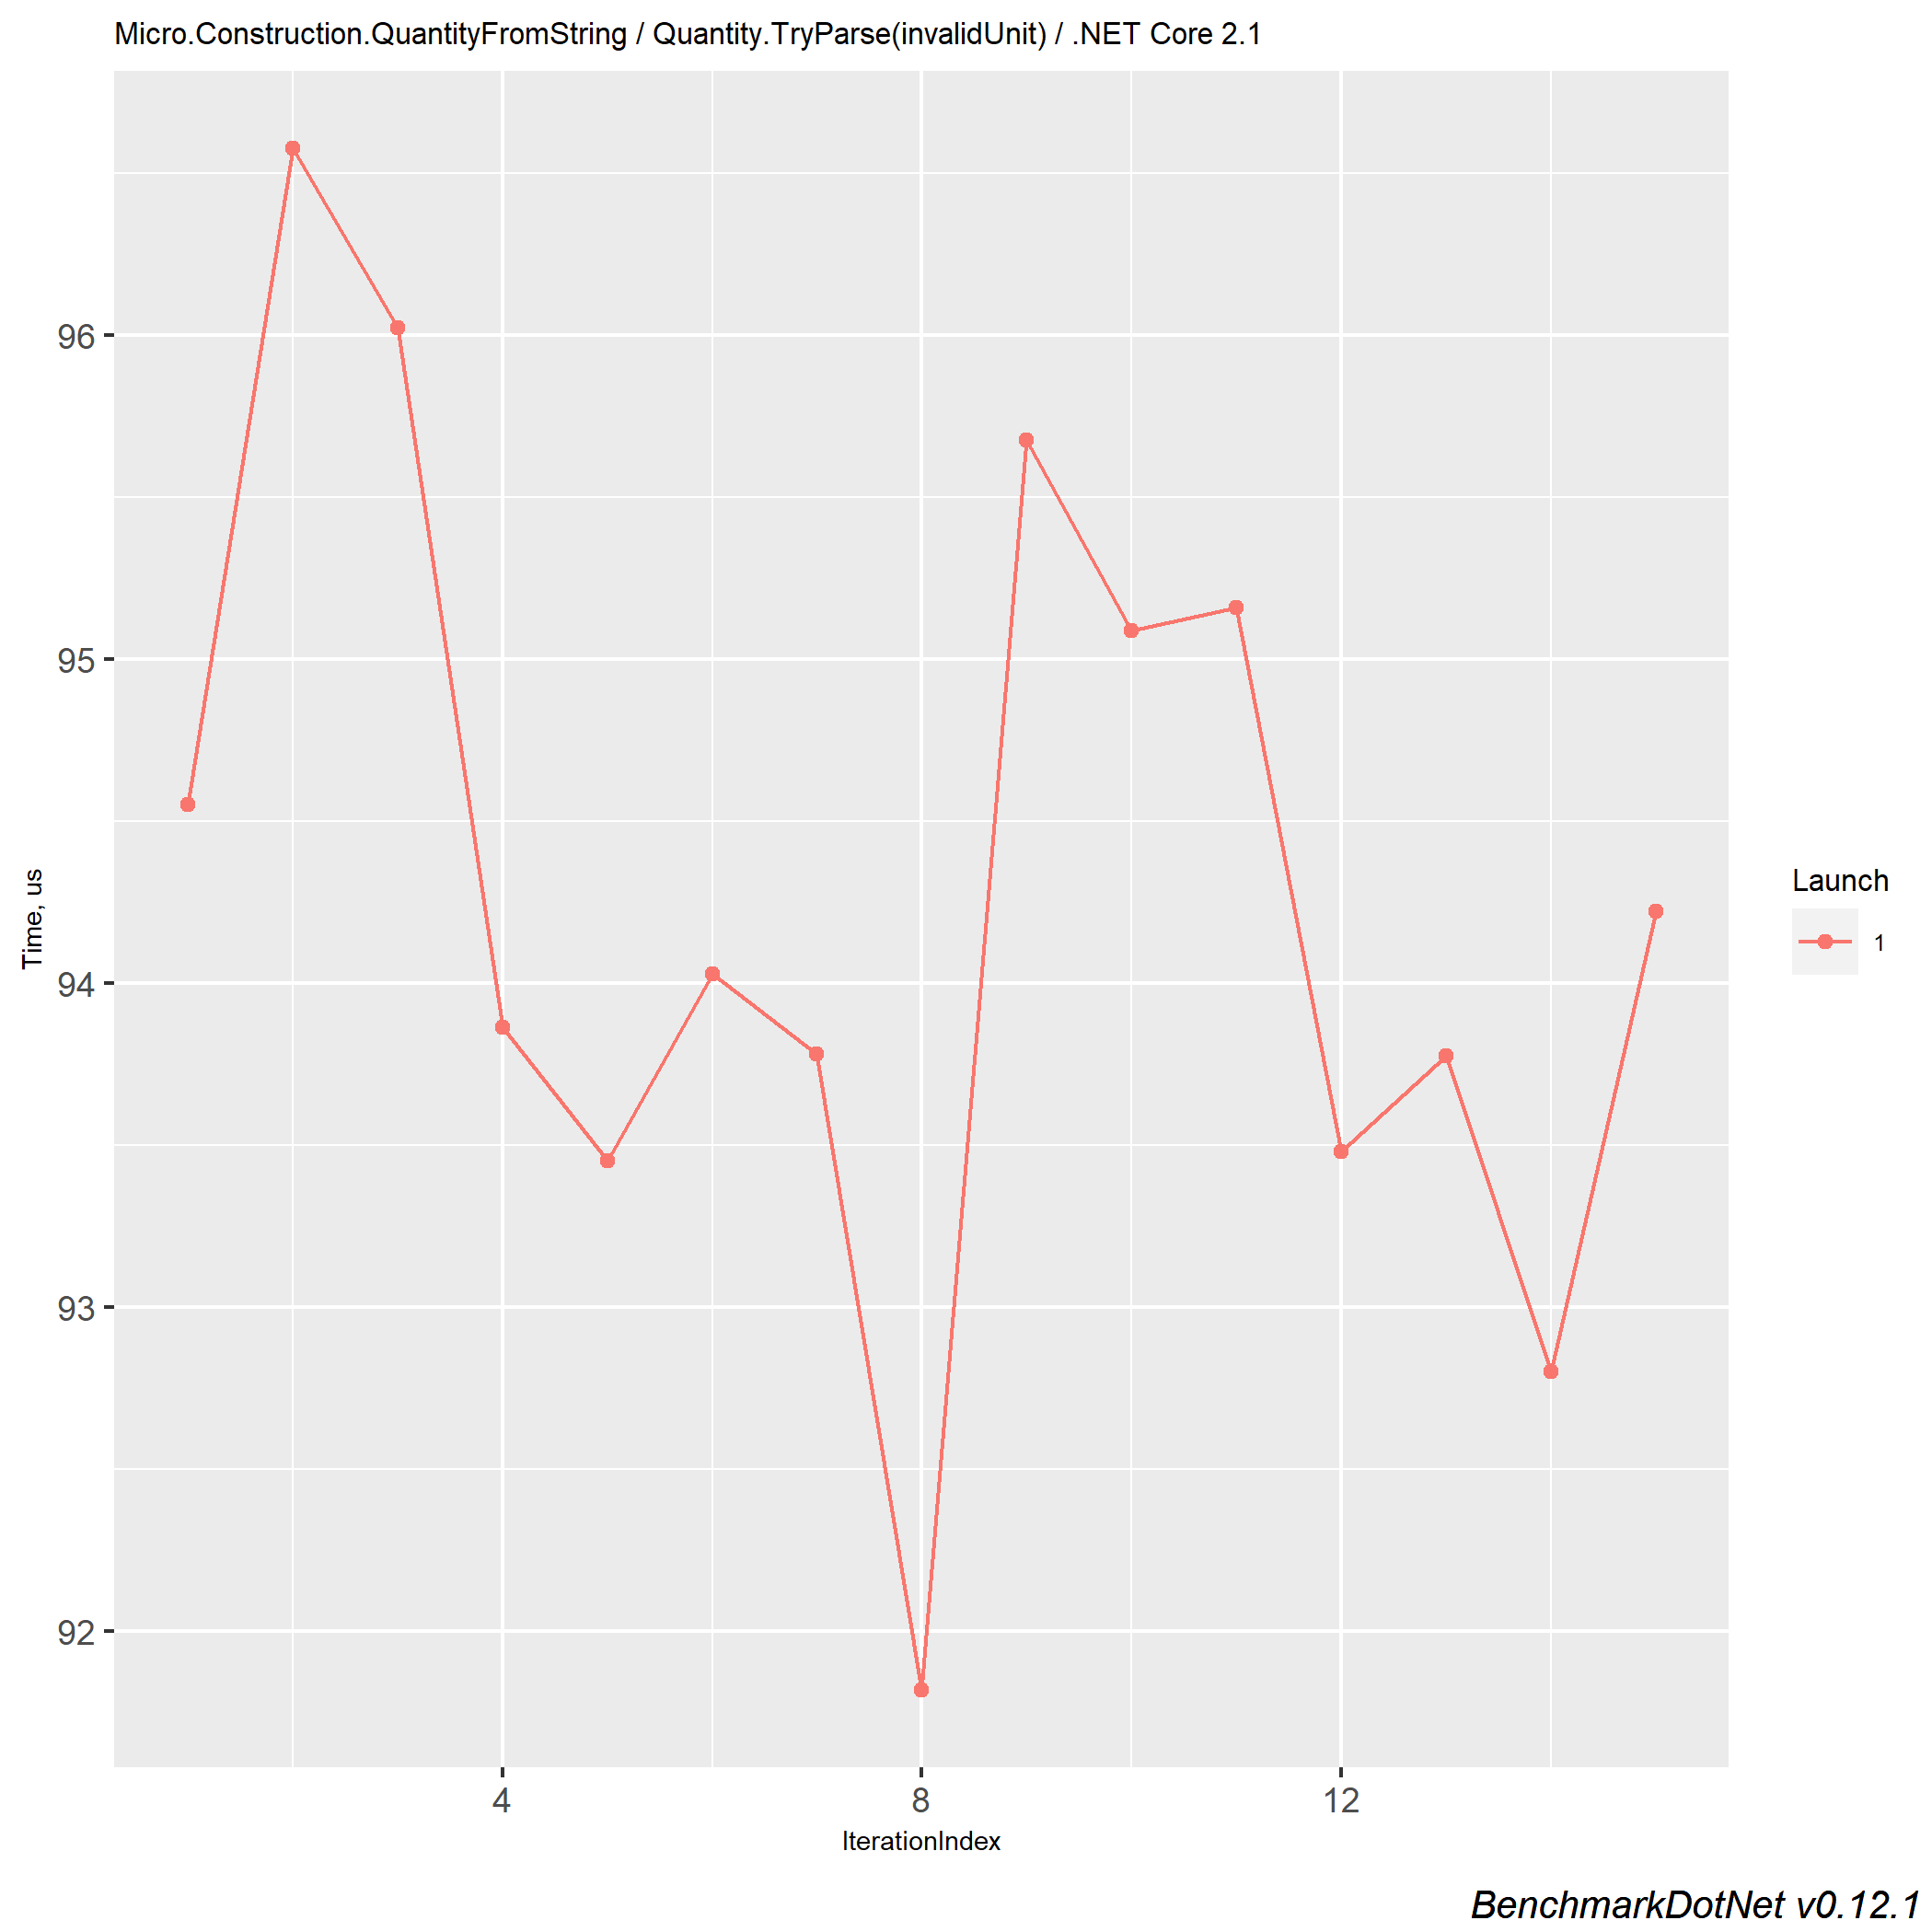 Micro.Construction.QuantityFromString / Quantity.TryParse(invalidUnit) / .NET Core 2.1
96
95
94
93
92
Time, us
4 8 12
IterationIndex
Launch
1
BenchmarkDotNet v0.12.1